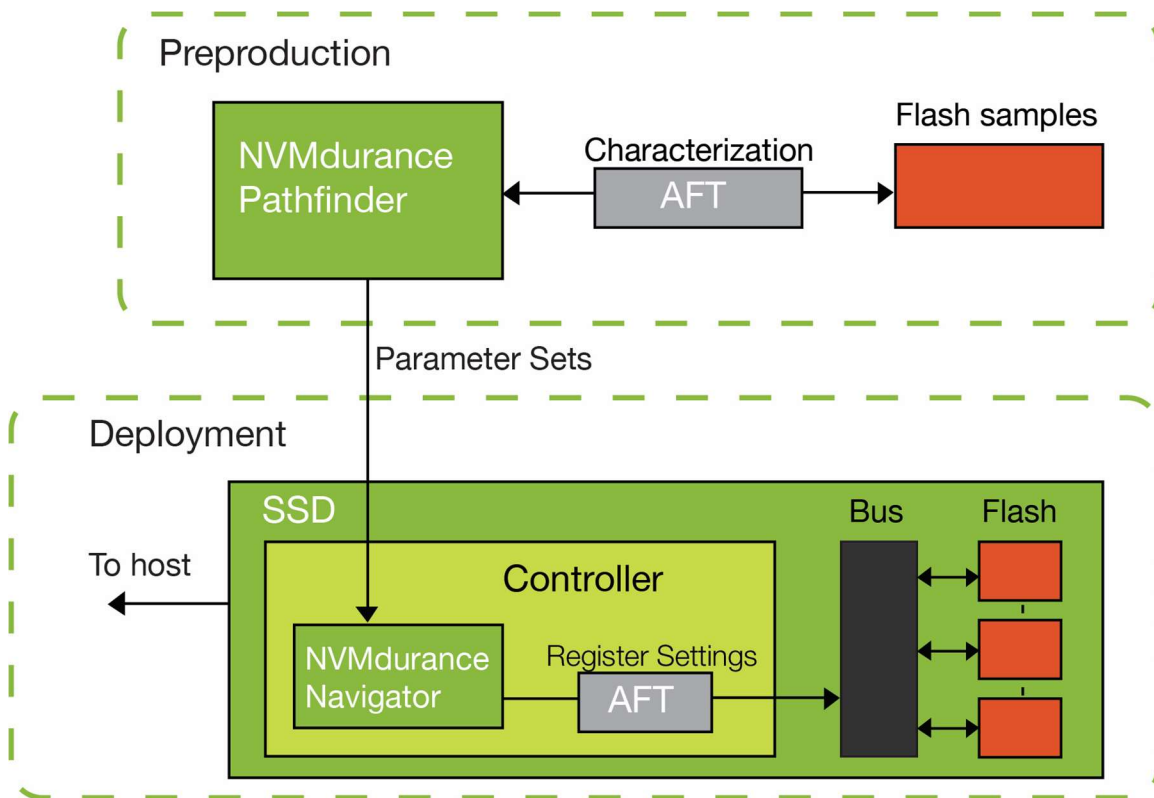 Preproduction
NVMdurance
Pathfinder
Characterization
AFT
Flash samples
Parameter Sets
Deployment
SSD
Bus
Flash
To host
Controller
NVMdurance
Navigator
Register Settings
AFT